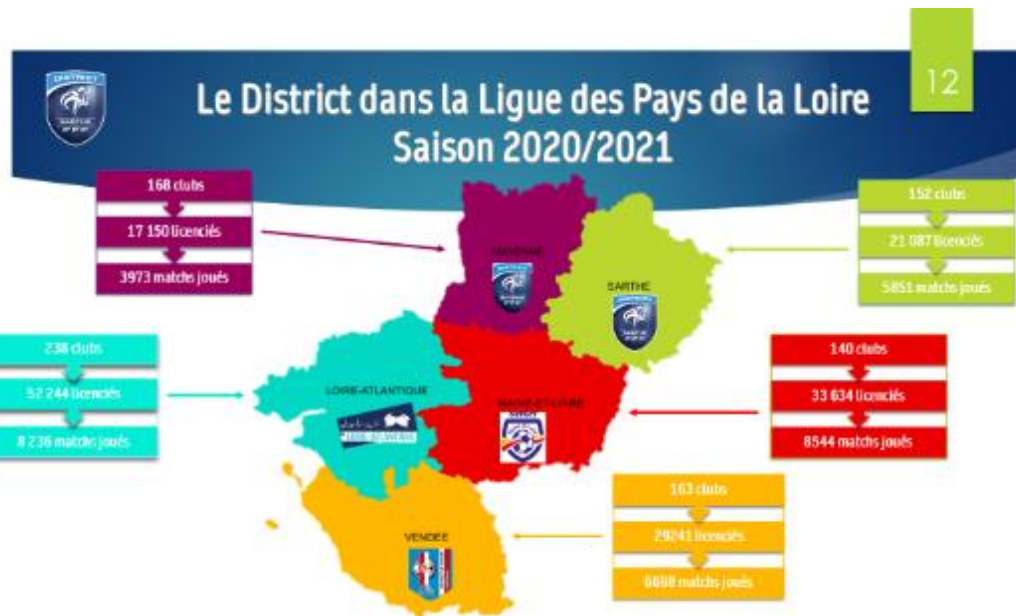 12
Le District dans la Ligue des Pays de la Loire
Saison 2020/2021
168 clubs
17 150 licenciés
3973 matchs joués
152 clubs
21 087 licenciés
5851 matchs joués
MAYENNE
SARTHE
238 clubs
52 244 licenciés
8 236 matchs joués
LOIRE-ATLANTIQUE
MAINE-ET-LOIRE
140 clubs
33 634 licenciés
8544 matchs joués
163 clubs
29241 licenciés
6698 matchs joués
VENDEE
DISTRICT
SARTHE